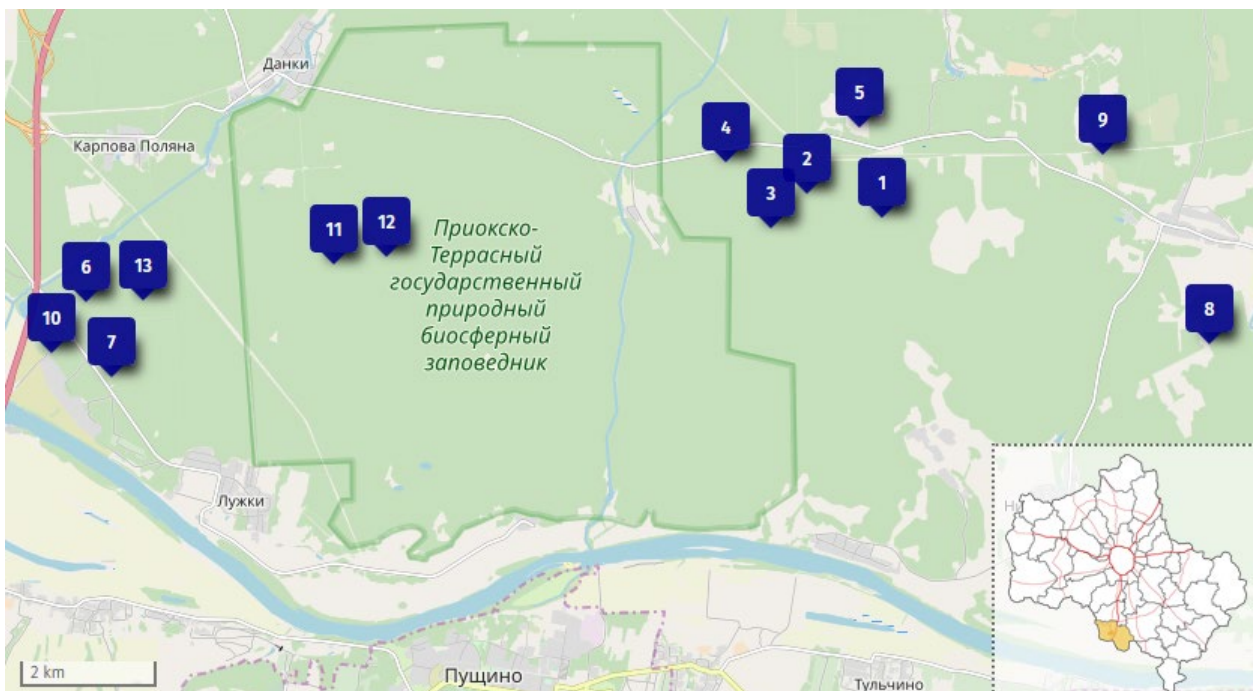 Данки
Карпова Поляна
5
4
9
2
1
3
11
12
Приокско-
Террасный
государственный
природный
биосферный
заповедник
6
13
10
7
8
Лужки
2 km
Пущино
Тульчино